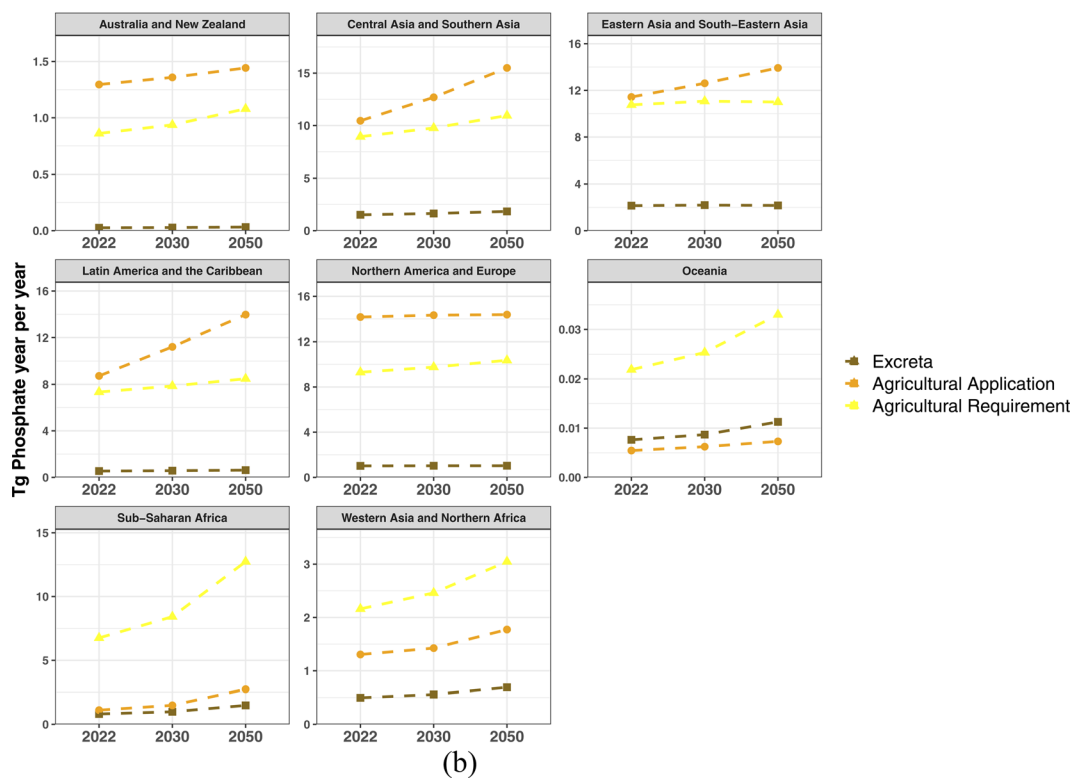 Tg Phosphate year per year
Australia and New Zealand
1.5
1.0
0.5
0.0
2022 2030 2050
Central Asia and Southern Asia
15
10
5
0
2022 2030 2050
Eastern Asia and South−Eastern Asia
16
12
8
4
0
2022 2030 2050
Latin America and the Caribbean
16
12
8
4
0
2022 2030 2050
Northern America and Europe
16
12
8
4
0
2022 2030 2050
Oceania
0.03
0.02
0.01
0.00
2022 2030 2050
Sub−Saharan Africa
15
10
5
0
2022 2030 2050
Western Asia and Northern Africa
3
2
1
0
2022 2030 2050
Excreta
Agricultural Application
Agricultural Requirement
(b)